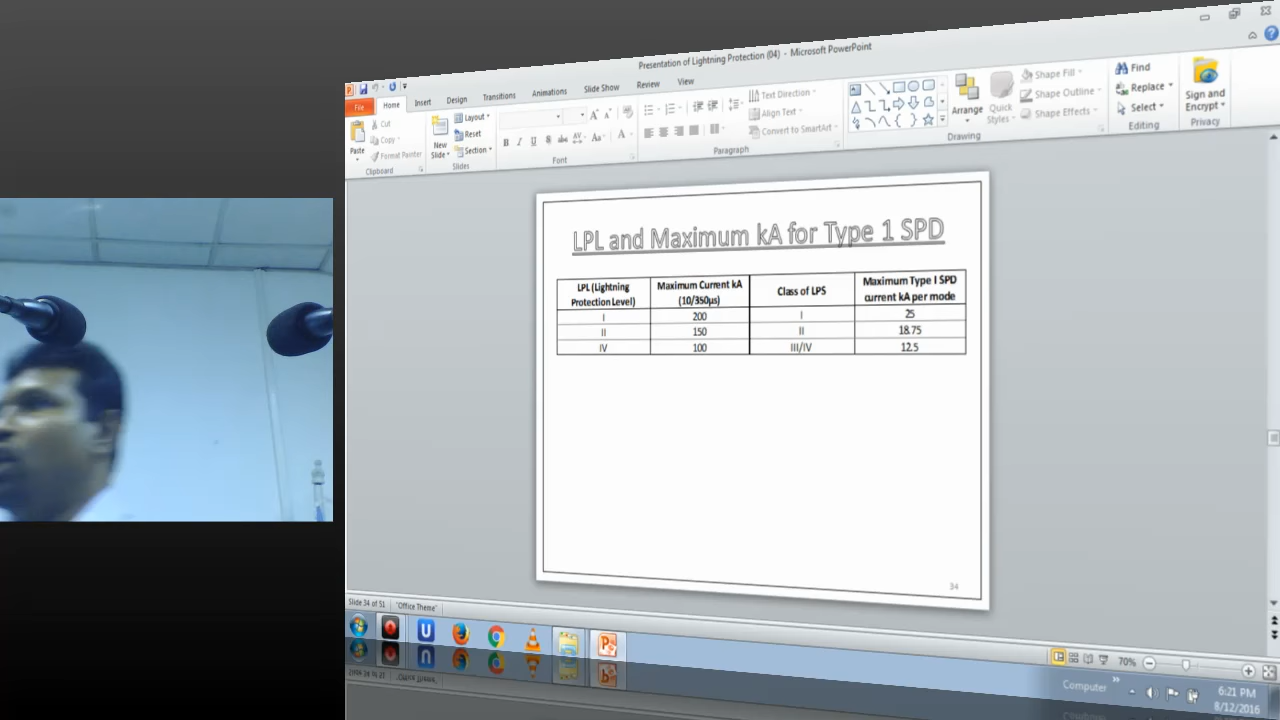 Presentation of Lightning Protection (04) - Microsoft PowerPoint
File Home Insert Design Transitions Animations Slide Show Review View
Paste
Cut
Copy
Format Painter
Clipboard
New Slide
Layout
Reset
Section
Slides
Font
Text Direction
Align Text
Convert to SmartArt
Paragraph
Arrange
Quick Styles
Shape Fill
Shape Outline
Shape Effects
Drawing
Find
Replace
Select
Editing
Sign and Encrypt
Privacy
LPL and Maximum kA for Type 1 SPD
LPL (Lightning Protection Level) Maximum Current kA (10/350µs) Class of LPS Maximum Type I SPD current kA per mode
I 200 I 25
II 150 II 18.75
IV 100 III/IV 12.5
34
Slide 34 of 51 "Office Theme" 70%
Computer
6:21 PM
8/12/2016